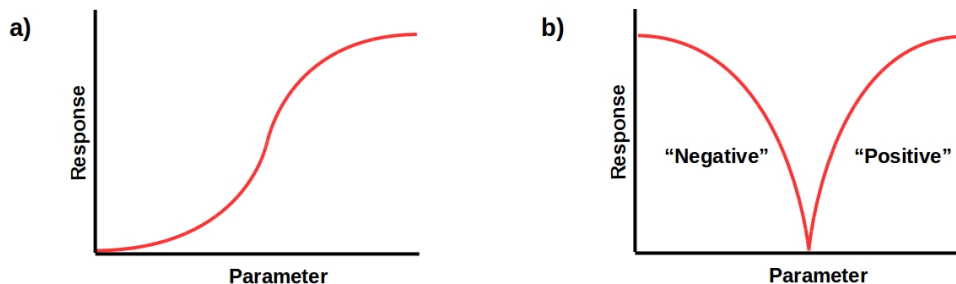 a)
Response
Parameter
b)
Response
“Negative”
“Positive”
Parameter